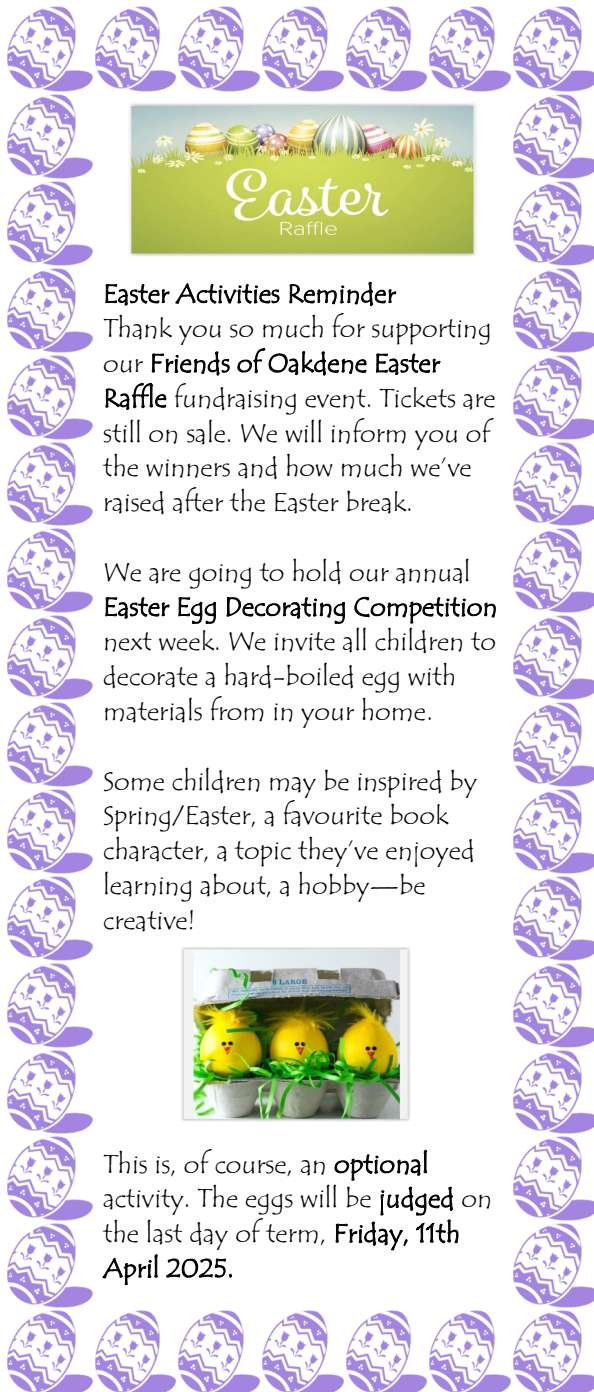 Easter
Raffle
Easter Activities Reminder
Thank you so much for supporting
our Friends of Oakdene Easter
Raffle fundraising event. Tickets are
still on sale. We will inform you of
the winners and how much we’ve
raised after the Easter break.
We are going to hold our annual
Easter Egg Decorating Competition
next week. We invite all children to
decorate a hard-boiled egg with
materials from in your home.
Some children may be inspired by
Spring/Easter, a favourite book
character, a topic they’ve enjoyed
learning about, a hobby—be
creative!
LARGE
This is, of course, an optional
activity. The eggs will be judged on
the last day of term, Friday, 11th
April 2025.